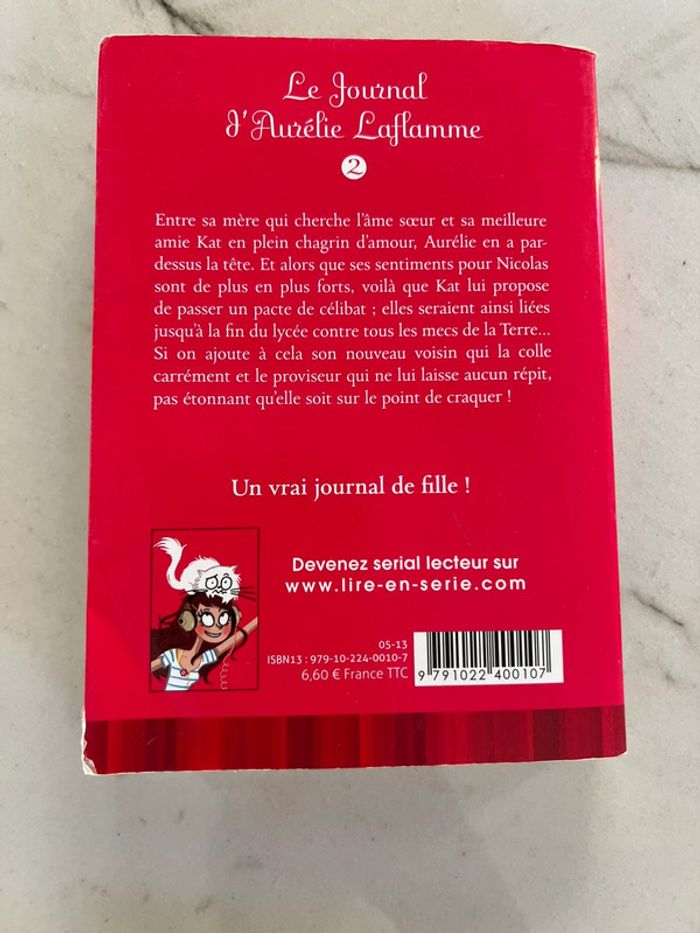 Le Journal
d'Aurélie Laflamme
2
Entre sa mère qui cherche l'âme sœur et sa meilleure
amie Kat en plein chagrin d'amour, Aurélie en a par-
dessus la tête. Et alors que ses sentiments pour Nicolas
sont de plus en plus forts, voilà que Kat lui propose
de passer un pacte de célibat ; elles seraient ainsi liées
jusqu'à la fin du lycée contre tous les mecs de la Terre...
Si on ajoute à cela son nouveau voisin qui la colle
carrément et le proviseur qui ne lui laisse aucun répit,
pas étonnant qu'elle soit sur le point de craquer !
Un vrai journal de fille !
Devenez serial lecteur sur
www.lire-en-serie.com
05-13
ISBN13 : 979-10-224-0010-7
6,60 € France TTC
9 791022 400107